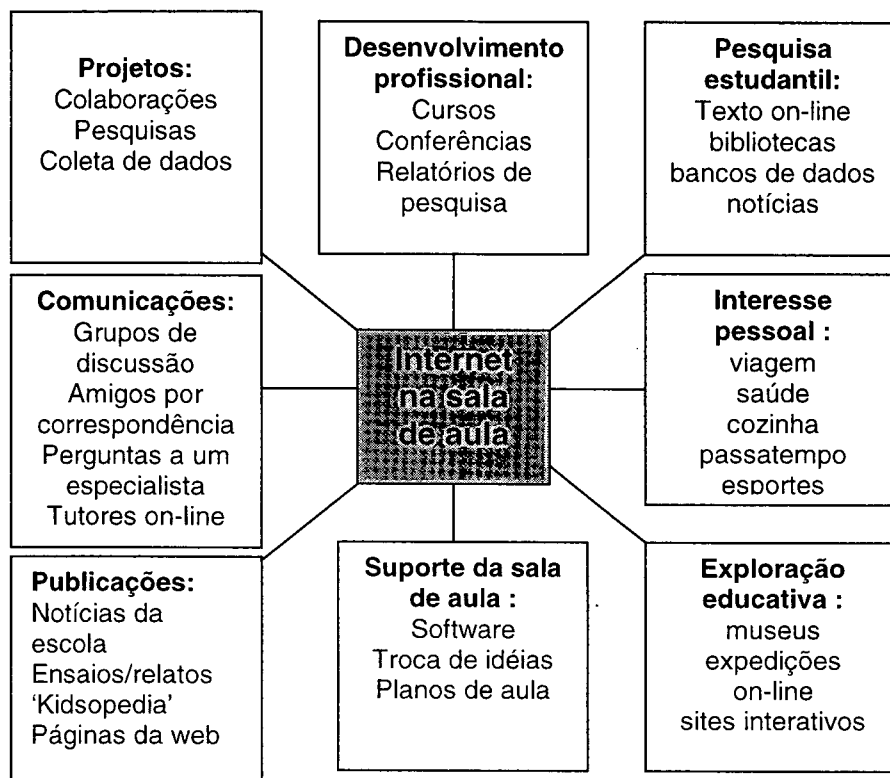 Projetos:
Colaborações
Pesquisas
Coleta de dados
Desenvolvimento
profissional:
Cursos
Conferências
Relatórios de
pesquisa
Pesquisa
estudantil:
Texto on-line
bibliotecas
bancos de dados
notícias
Comunicações:
Grupos de
discussão
Amigos por
correspondência
Perguntas a um
especialista
Tutores on-line
Internet
na sala
de aula
Interesse
pessoal :
viagem
saúde
cozinha
passatempo
esportes
Publicações:
Notícias da
escola
Ensaios/relatos
‘Kidsopedia’
Páginas da web
Suporte da sala
de aula :
Software
Troca de idéias
Planos de aula
Exploração
educativa :
museus
expedições
on-line
sites interativos